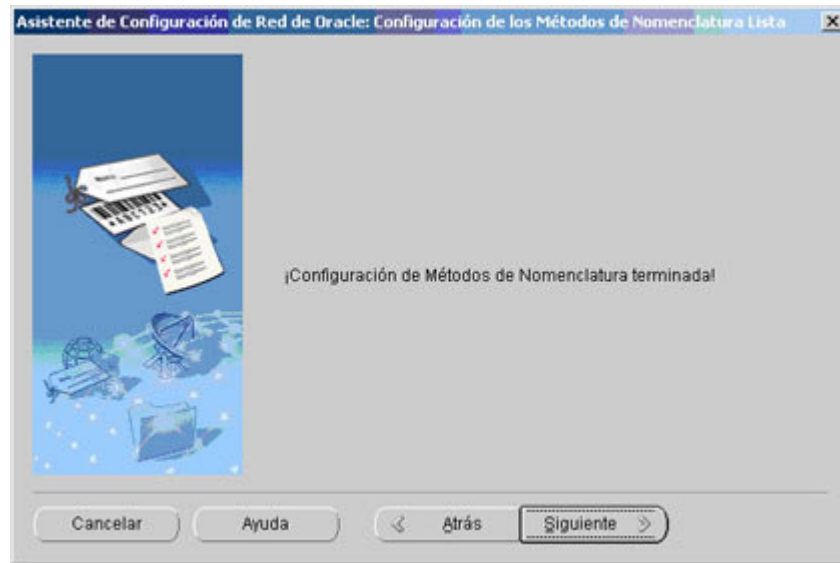 Asistente de Configuración de Red de Oracle: Configuración de los Métodos de Nomenclatura Lista
ABC123
¡Configuración de Métodos de Nomenclatura terminada!
Cancelar
Ayuda
Atrás
Siguiente